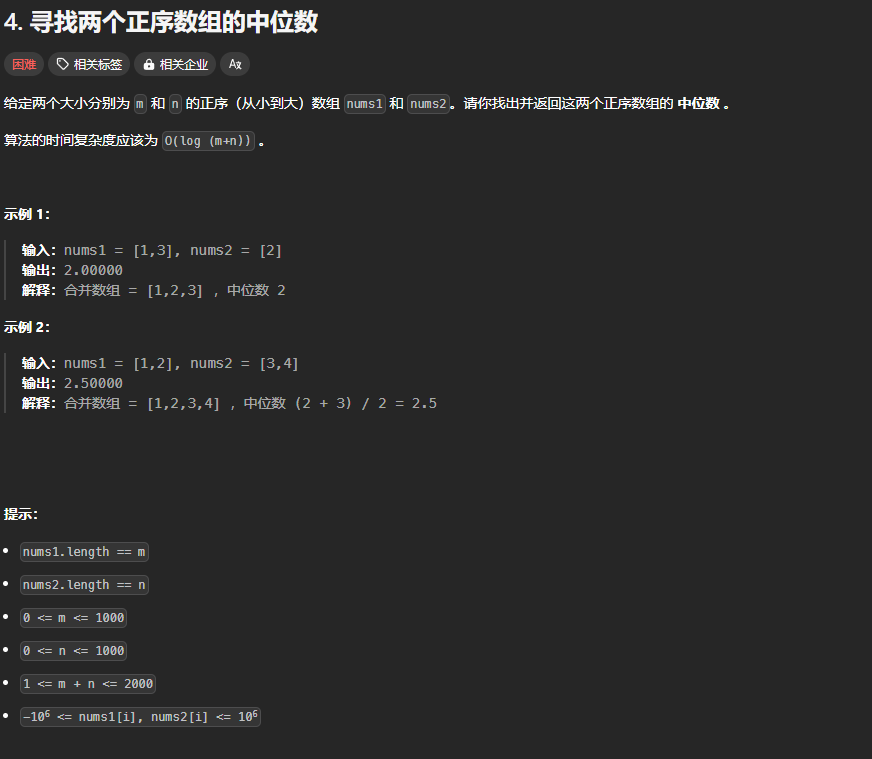 4. 寻找两个正序数组的中位数
困难 相关标签 相关企业 Aあ
给定两个大小分别为 m 和 n 的正序（从小到大）数组 nums1 和 nums2。请你找出并返回这两个正序数组的 中位数 。
算法的时间复杂度应该为 O(log (m+n)) 。
示例 1：
输入：nums1 = [1,3], nums2 = [2]
输出：2.00000
解释：合并数组 = [1,2,3] ，中位数 2
示例 2：
输入：nums1 = [1,2], nums2 = [3,4]
输出：2.50000
解释：合并数组 = [1,2,3,4] ，中位数 (2 + 3) / 2 = 2.5
提示：
• nums1.length == m
• nums2.length == n
• 0 <= m <= 1000
• 0 <= n <= 1000
• 1 <= m + n <= 2000
• -10⁶ <= nums1[i], nums2[i] <= 10⁶